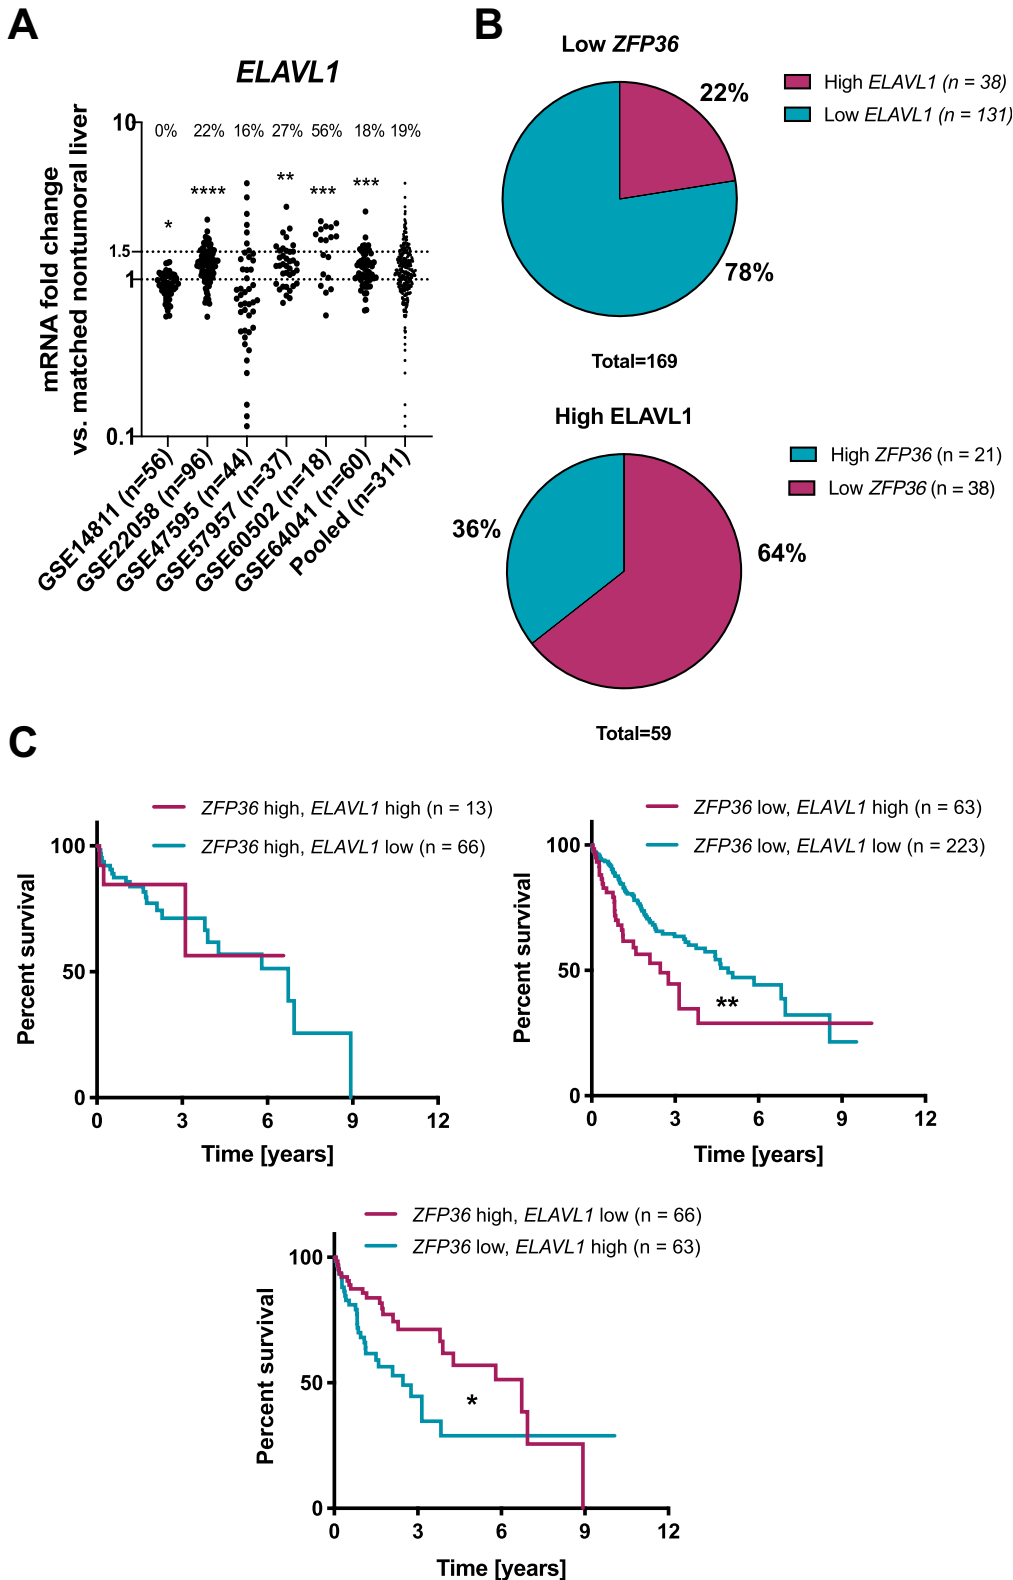 A
ELAVL1
mRNA fold change
vs. matched nontumoral liver
10
1.5
1
0.1
0% 22% 16% 27% 56% 18% 19%
* **** ** *** ***
GSE14811 (n=56)
GSE22058 (n=96)
GSE47595 (n=44)
GSE57957 (n=37)
GSE60502 (n=18)
GSE64041 (n=60)
Pooled (n=311)
B
Low ZFP36
22%
78%
High ELAVL1 (n = 38)
Low ELAVL1 (n = 131)
Total=169
High ELAVL1
36%
64%
High ZFP36 (n = 21)
Low ZFP36 (n = 38)
Total=59
C
ZFP36 high, ELAVL1 high (n = 13)
ZFP36 high, ELAVL1 low (n = 66)
Percent survival
100
50
0
0 3 6 9 12
Time [years]
ZFP36 low, ELAVL1 high (n = 63)
ZFP36 low, ELAVL1 low (n = 223)
Percent survival
100
50
0
**
0 3 6 9 12
Time [years]
ZFP36 high, ELAVL1 low (n = 66)
ZFP36 low, ELAVL1 high (n = 63)
Percent survival
100
50
0
*
0 3 6 9 12
Time [years]